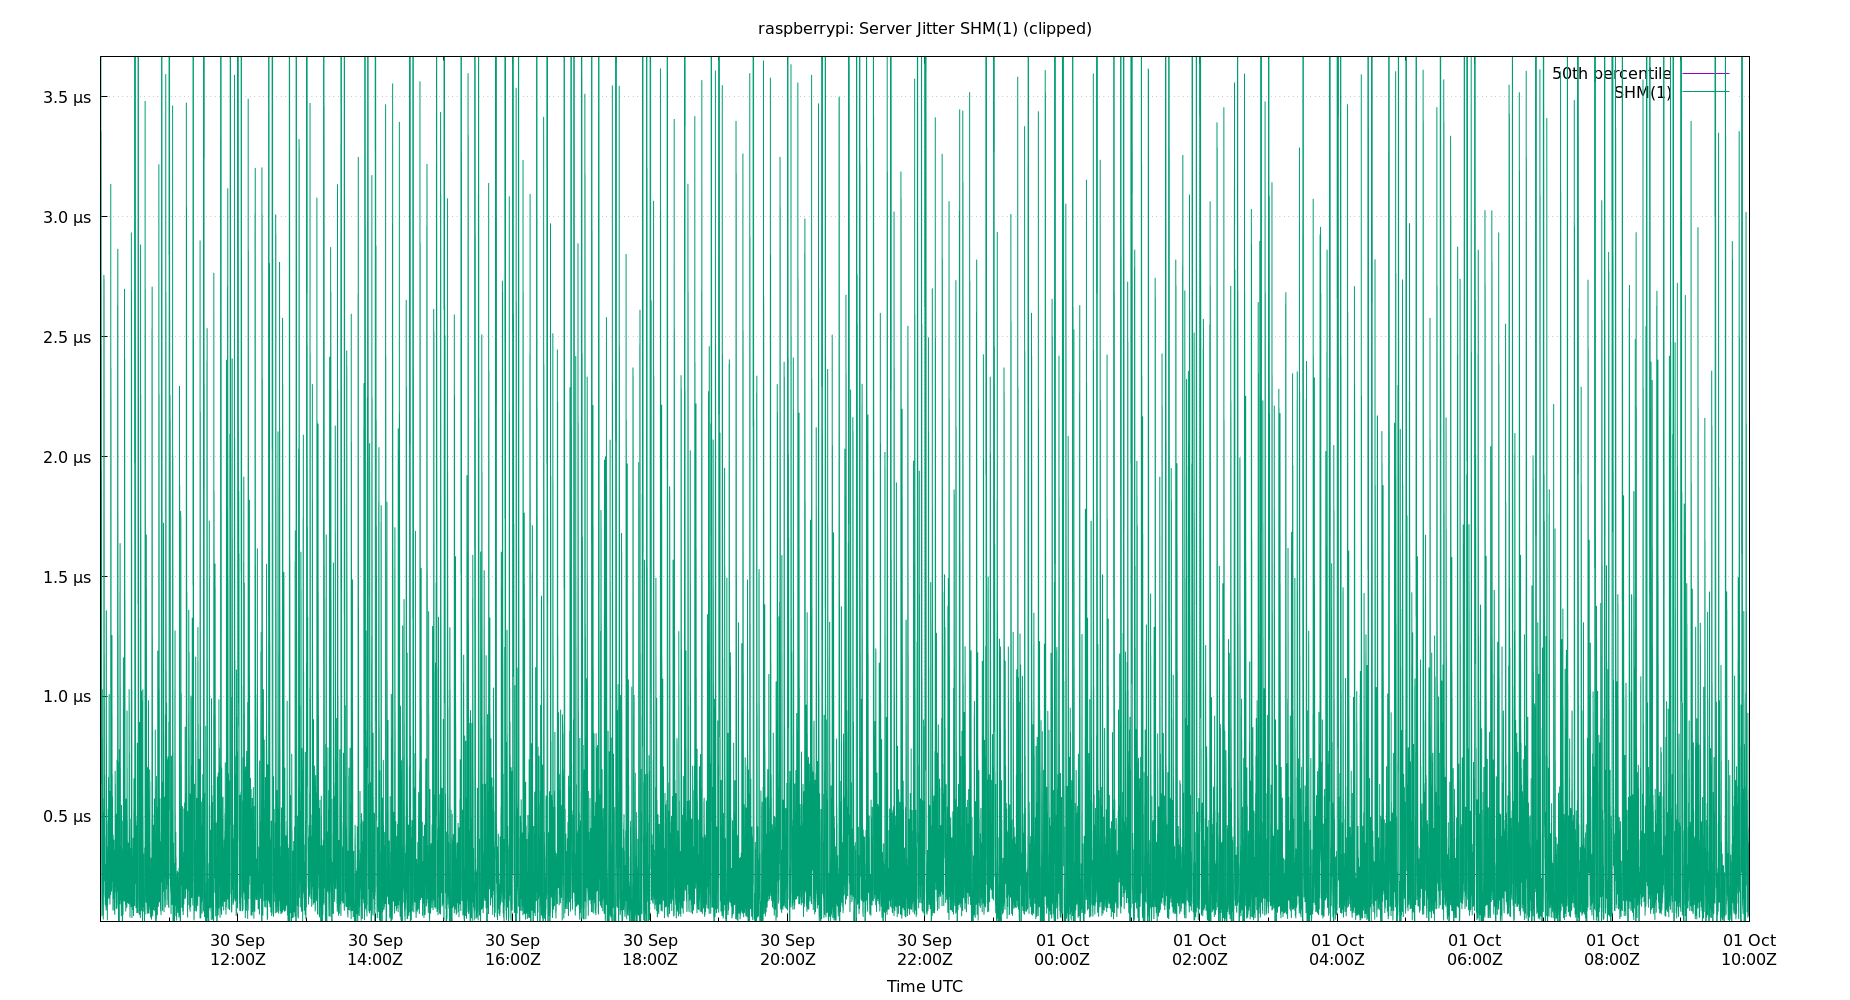 raspberrypi: Server Jitter SHM(1) (clipped)
50th percentile
SHM(1)
3.5 μs
3.0 μs
2.5 μs
2.0 μs
1.5 μs
1.0 μs
0.5 μs
30 Sep 30 Sep 30 Sep 30 Sep 30 Sep 30 Sep 01 Oct 01 Oct 01 Oct 01 Oct 01 Oct 01 Oct
12:00Z 14:00Z 16:00Z 18:00Z 20:00Z 22:00Z 00:00Z 02:00Z 04:00Z 06:00Z 08:00Z 10:00Z
Time UTC